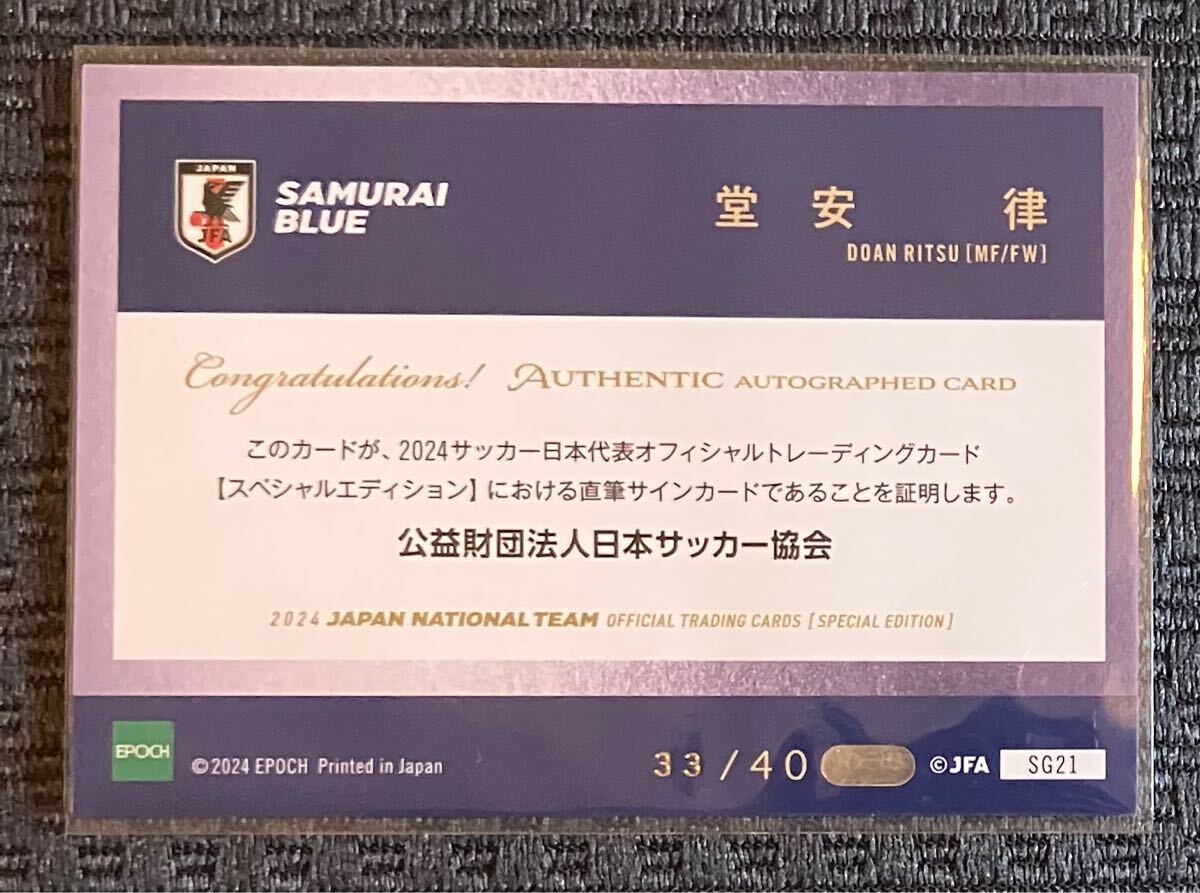 JAPAN
JFA
SAMURAI
BLUE
堂安 律
DOAN RITSU [MF/FW]
Congratulations! AUTHENTIC AUTOGRAPHED CARD
このカードが、2024サッカー日本代表オフィシャルトレーディングカード
【スペシャルエディション】における直筆サインカードであることを証明します。
公益財団法人日本サッカー協会
2024 JAPAN NATIONAL TEAM OFFICIAL TRADING CARDS [SPECIAL EDITION]
EPOCH
©2024 EPOCH Printed in Japan
33/40
©JFA
SG21